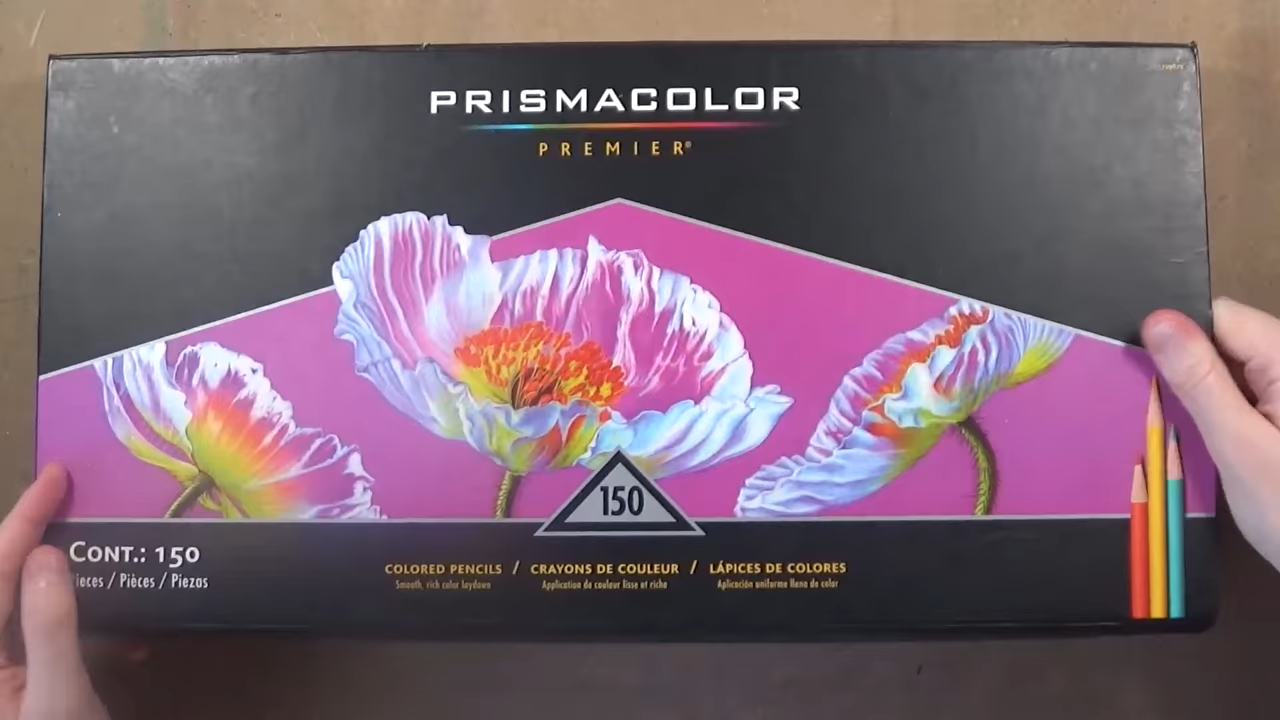 PRISMACOLOR
PREMIER®
150
CONT.: 150
ieces / Pièces / Piezas
COLORED PENCILS / CRAYONS DE COULEUR / LÁPICES DE COLORES
Smooth, rich color laydown Application de couleur lisse et riche Aplicación uniforme llena de color